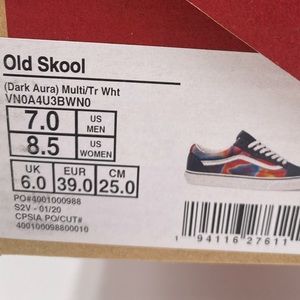 Old Skool
(Dark Aura) Multi/Tr Wht
VN0A4U3BWN0
7.0 US MEN
8.5 US WOMEN
UK EUR CM
6.0 39.0 25.0
PO#4001000988
S2V - 01/20
CPSIA PO/CUT#
400100098800010
1 94116 27611